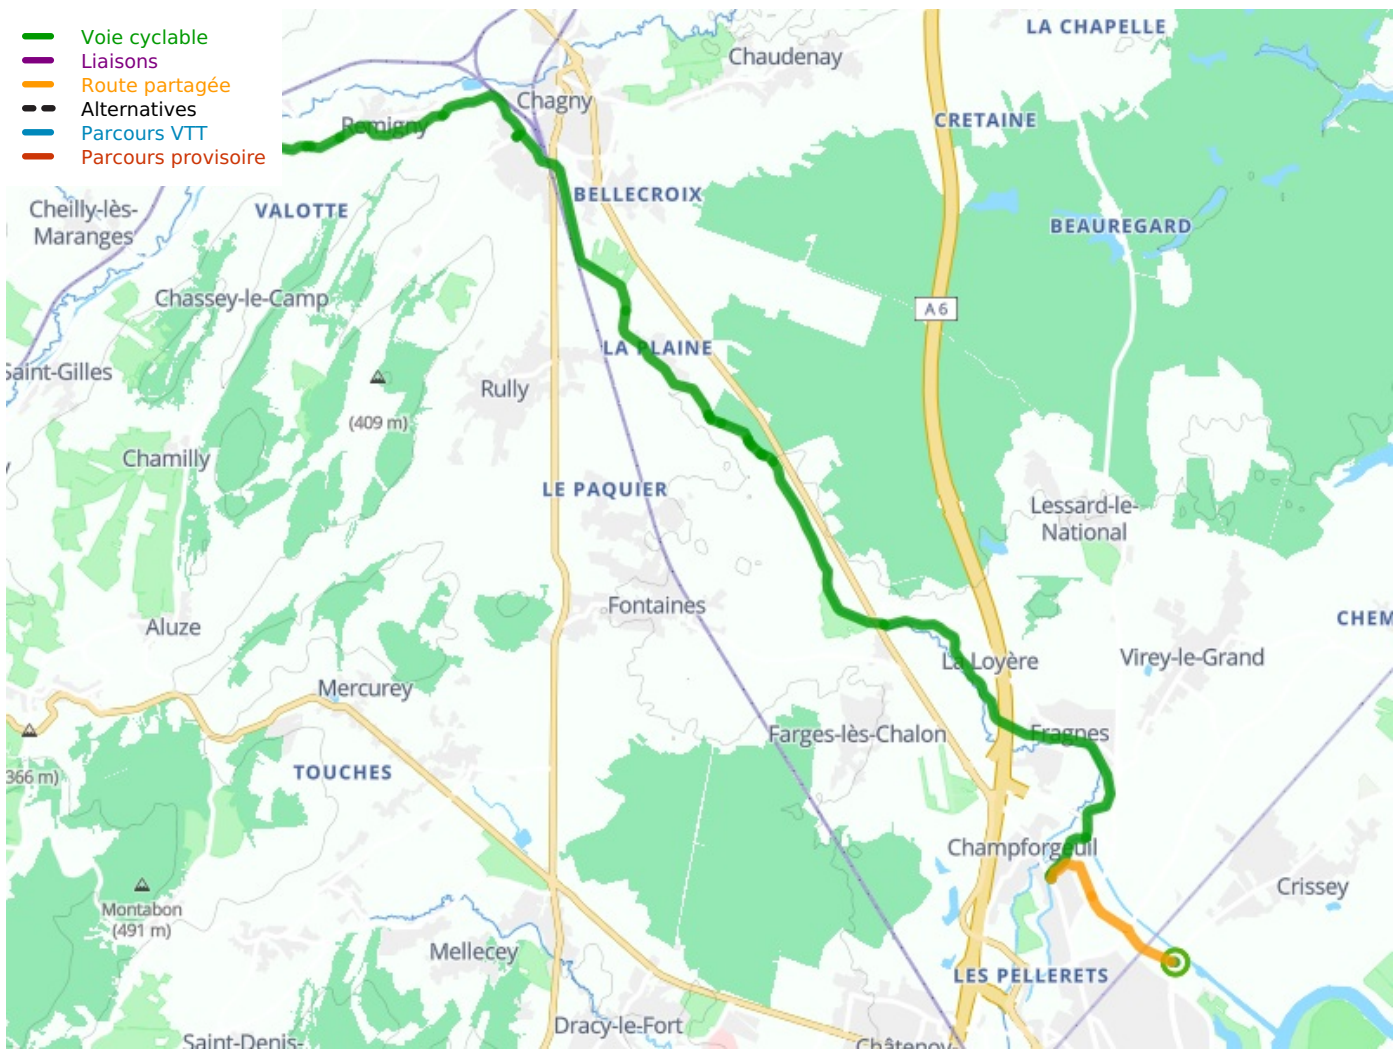 Voie cyclable
Liaisons
Route partagée
Alternatives
Parcours VTT
Parcours provisoire
LA CHAPELLE
Chaudenay
Chagny
CRETAINE
Remigny
BELLECROIX
Cheilly-lès-
Maranges
VALOTTE
BEAUREGARD
Chassey-le-Camp
A 6
LA PLAINE
Saint-Gilles
Rully
(409 m)
Chamilly
LE PAQUIER
Lessard-le-
National
Fontaines
Aluze
CHEM
La Loyère
Virey-le-Grand
Mercurey
Farges-lès-Chalon
Fragnes
366 m)
TOUCHES
Champforgeuil
Crissey
Montabon
(491 m)
Mellecey
LES PELLERETS
Dracy-le-Fort
Saint-Denis-
Châtenoy-